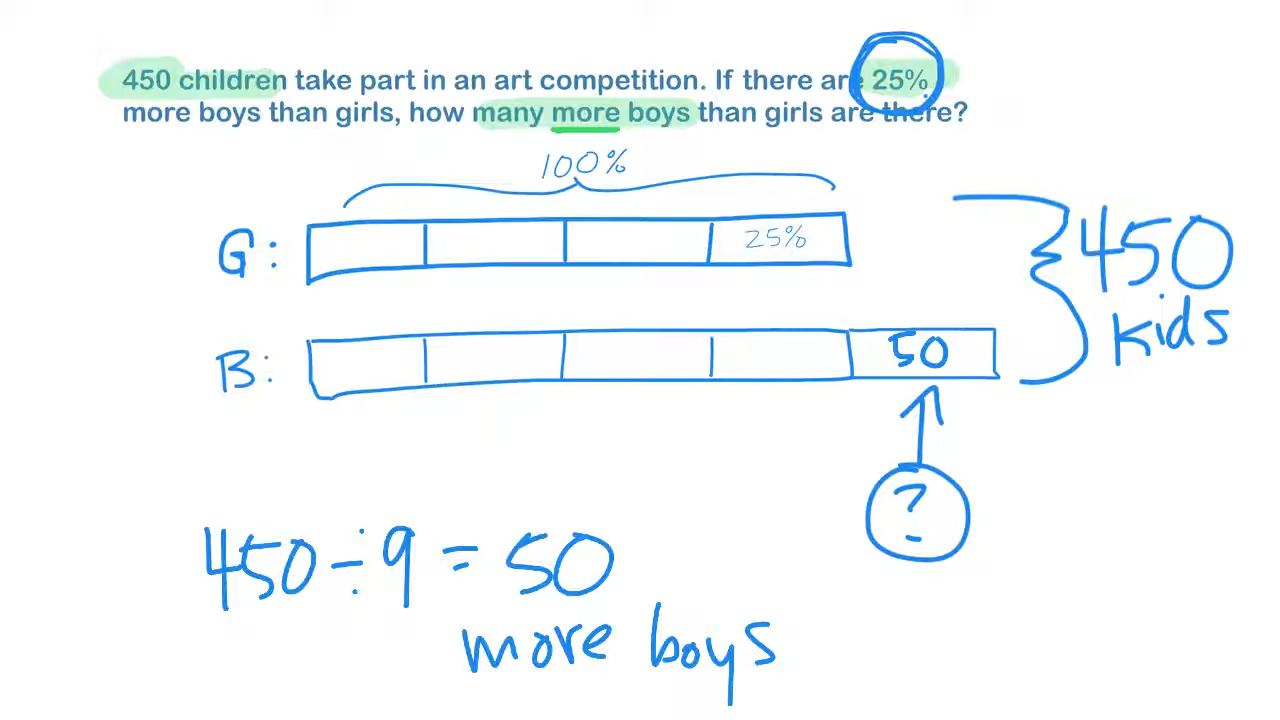 450 children take part in an art competition. If there are 25%
more boys than girls, how many more boys than girls are there?
100%
G: 25%
450
kids
B: 50
?
450 ÷ 9 = 50
more boys